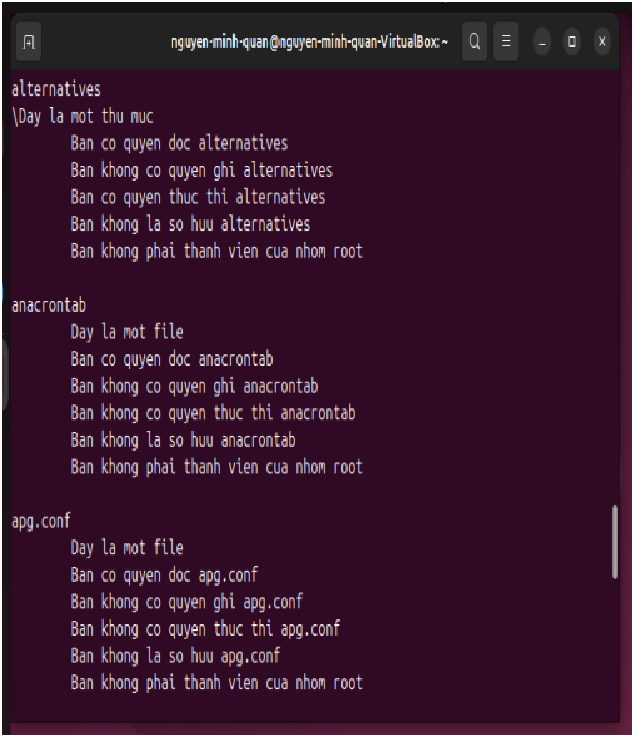 nguyen-minh-quan@nguyen-minh-quan-VirtualBox: ~
alternatives
\Day la mot thu muc
Ban co quyen doc alternatives
Ban khong co quyen ghi alternatives
Ban co quyen thuc thi alternatives
Ban khong la so huu alternatives
Ban khong phai thanh vien cua nhom root
anacrontab
Day la mot file
Ban co quyen doc anacrontab
Ban khong co quyen ghi anacrontab
Ban khong co quyen thuc thi anacrontab
Ban khong la so huu anacrontab
Ban khong phai thanh vien cua nhom root
apg.conf
Day la mot file
Ban co quyen doc apg.conf
Ban khong co quyen ghi apg.conf
Ban khong co quyen thuc thi apg.conf
Ban khong la so huu apg.conf
Ban khong phai thanh vien cua nhom root